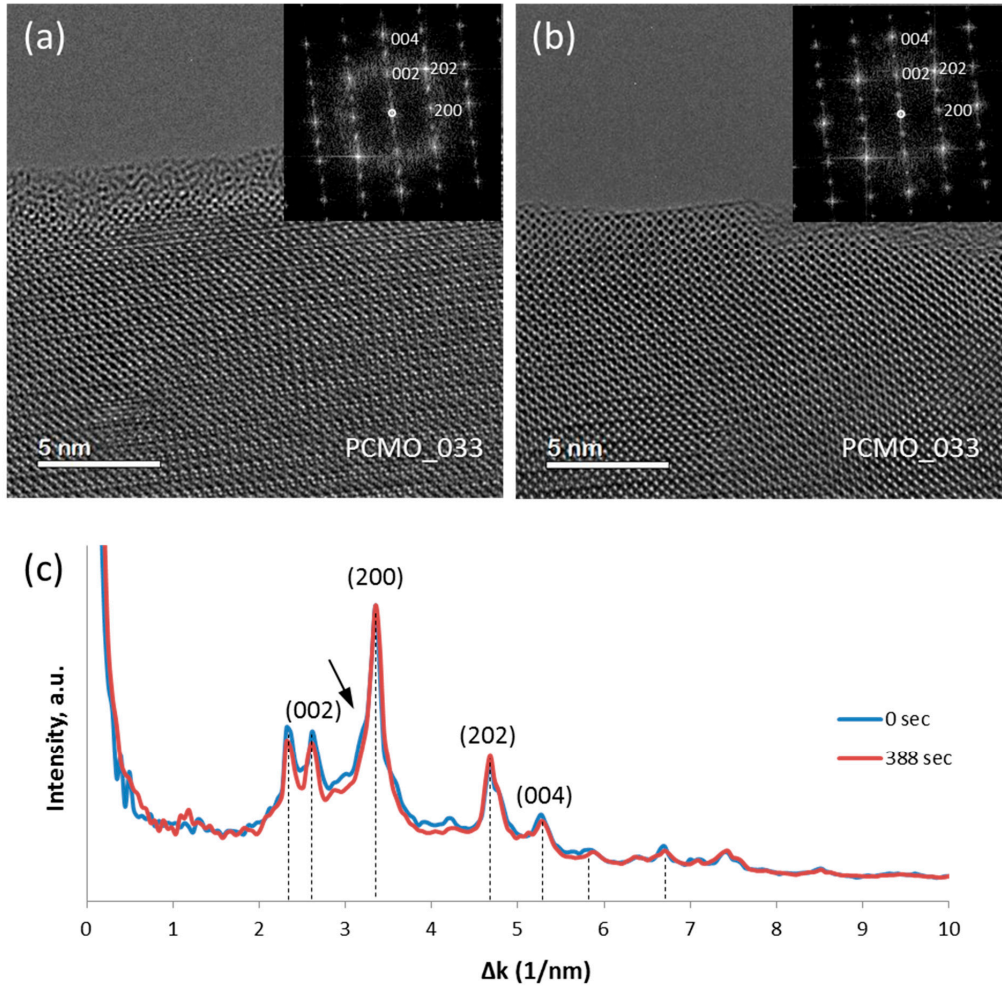 (a)
004
002
202
200
5 nm
PCMO_033
(b)
004
002
202
200
5 nm
PCMO_033
(c)
(200)
(002)
(202)
(004)
0 sec
388 sec
Intensity, a.u.
0 1 2 3 4 5 6 7 8 9 10
Δk (1/nm)